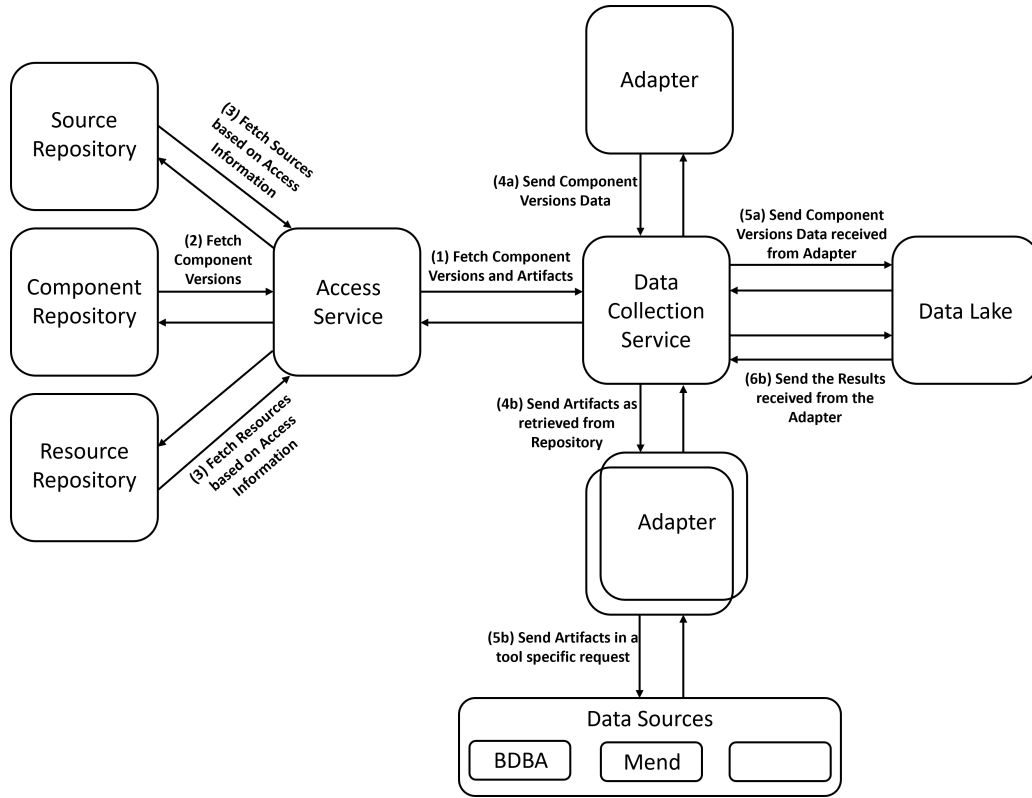 Adapter
Source
Repository
(3) Fetch Sources
based on Access
Information
(4a) Send Component
Versions Data
(2) Fetch
Component
Versions
(1) Fetch Component
Versions and Artifacts
(5a) Send Component
Versions Data received
from Adapter
Component
Repository
Access
Service
Data
Collection
Service
Data Lake
(4b) Send Artifacts as
retrieved from
Repository
(6b) Send the Results
received from the
Adapter
Resource
Repository
(3) Fetch Resources
based on Access
Information
Adapter
(5b) Send Artifacts in a
tool specific request
Data Sources
BDBA
Mend